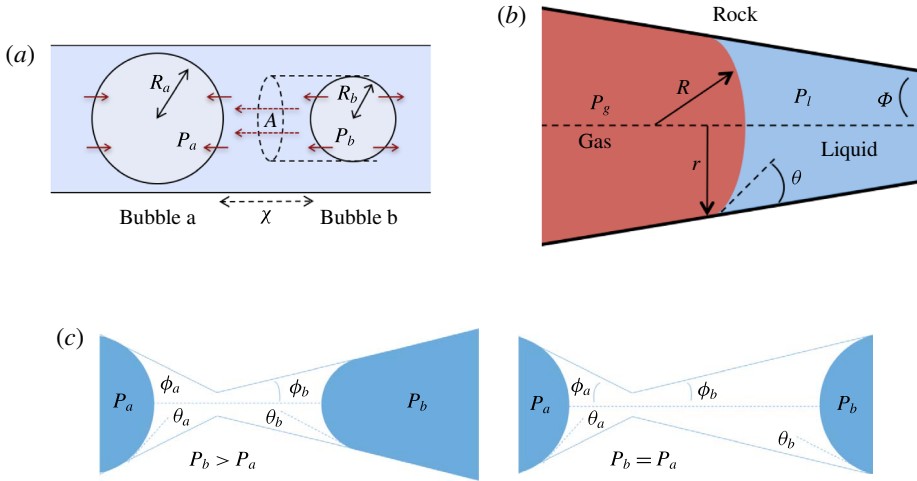 (a)
R_a
P_a
A
R_b
P_b
Bubble a
χ
Bubble b
(b)
Rock
P_g
R
P_l
Φ
Gas
Liquid
r
θ
(c)
P_a
ϕ_a
θ_a
ϕ_b
θ_b
P_b
P_b > P_a
P_a
ϕ_a
θ_a
ϕ_b
θ_b
P_b
P_b = P_a